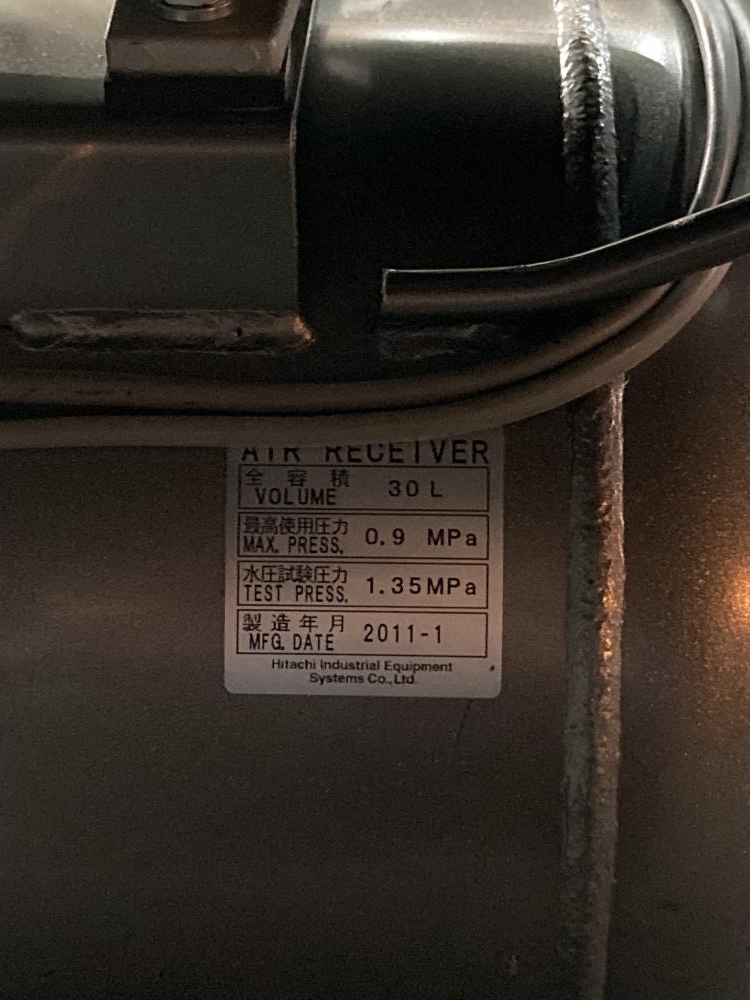 AIR RECEIVER
全容積
VOLUME 30 L
最高使用圧力
MAX. PRESS. 0.9 MPa
水圧試験圧力
TEST PRESS. 1.35MPa
製造年月
MFG. DATE 2011-1
Hitachi Industrial Equipment
Systems Co., Ltd.